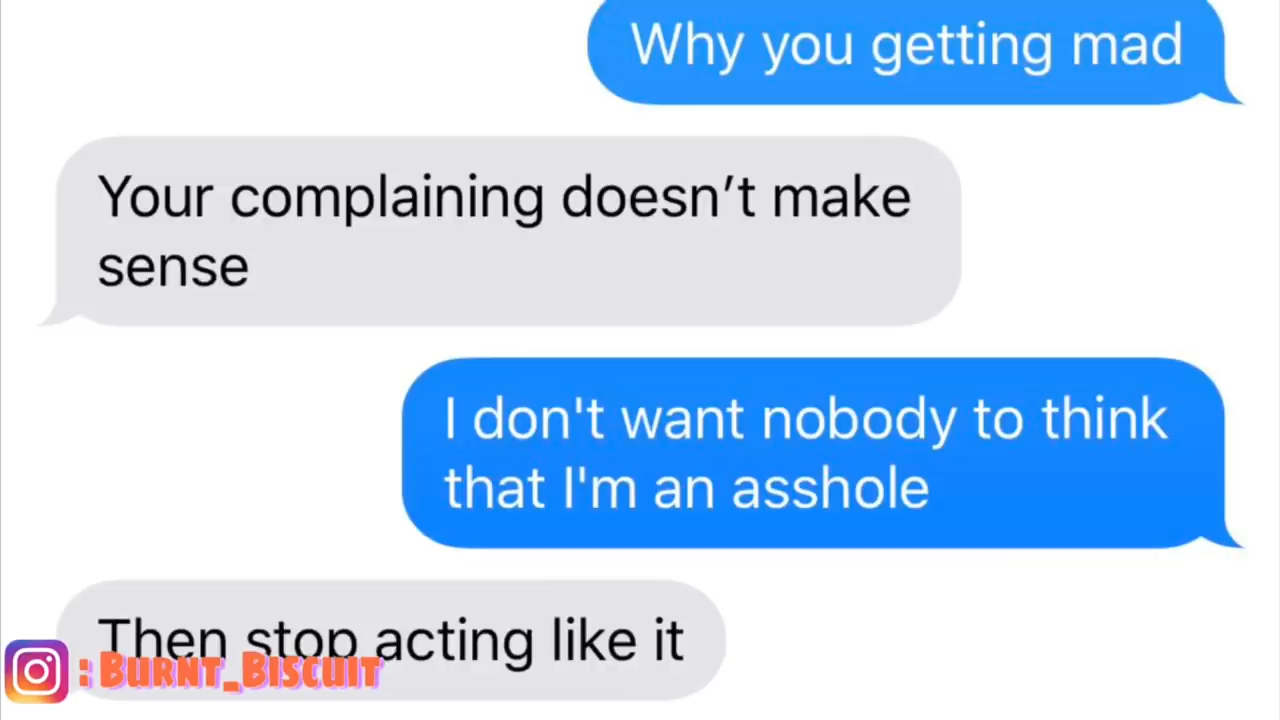 Why you getting mad
Your complaining doesn’t make
sense
I don't want nobody to think
that I'm an asshole
Then stop acting like it
: BURNT_BISCUIT